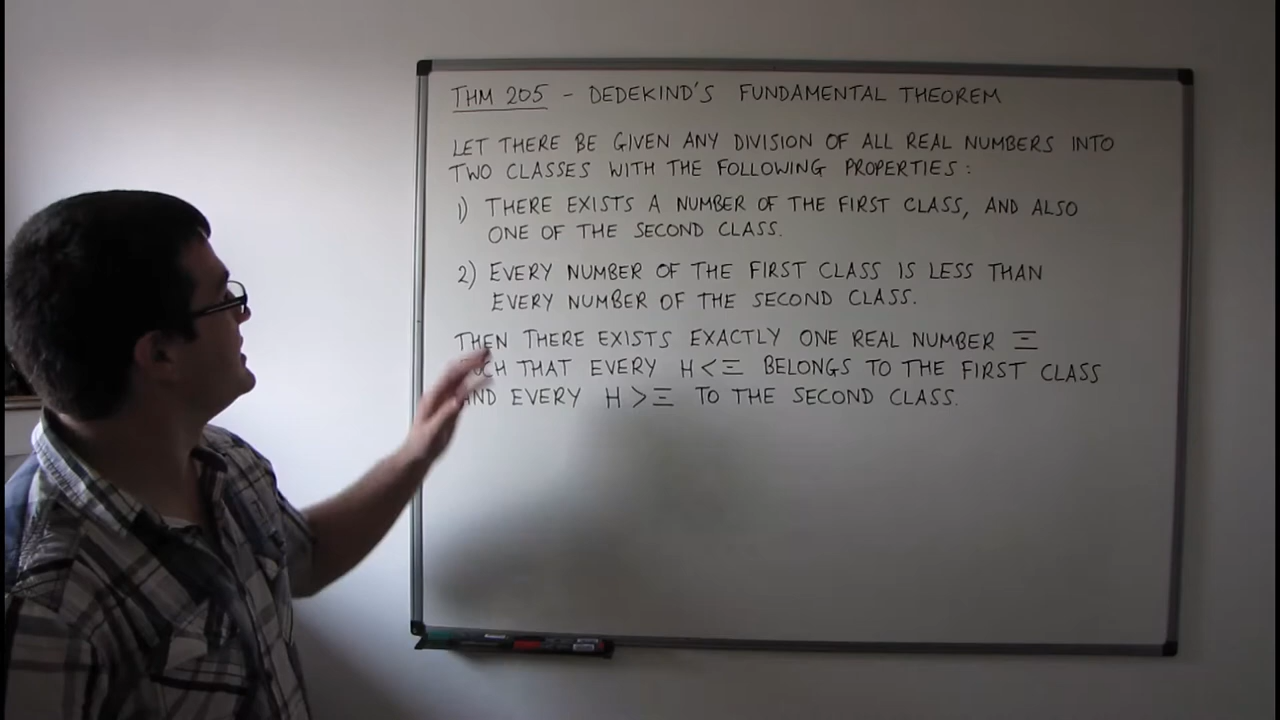 THM 205 - DEDEKIND'S FUNDAMENTAL THEOREM
LET THERE BE GIVEN ANY DIVISION OF ALL REAL NUMBERS INTO
TWO CLASSES WITH THE FOLLOWING PROPERTIES:
1) THERE EXISTS A NUMBER OF THE FIRST CLASS, AND ALSO
ONE OF THE SECOND CLASS.
2) EVERY NUMBER OF THE FIRST CLASS IS LESS THAN
EVERY NUMBER OF THE SECOND CLASS.
THEN THERE EXISTS EXACTLY ONE REAL NUMBER Ξ
SUCH THAT EVERY H < Ξ BELONGS TO THE FIRST CLASS
AND EVERY H > Ξ TO THE SECOND CLASS.